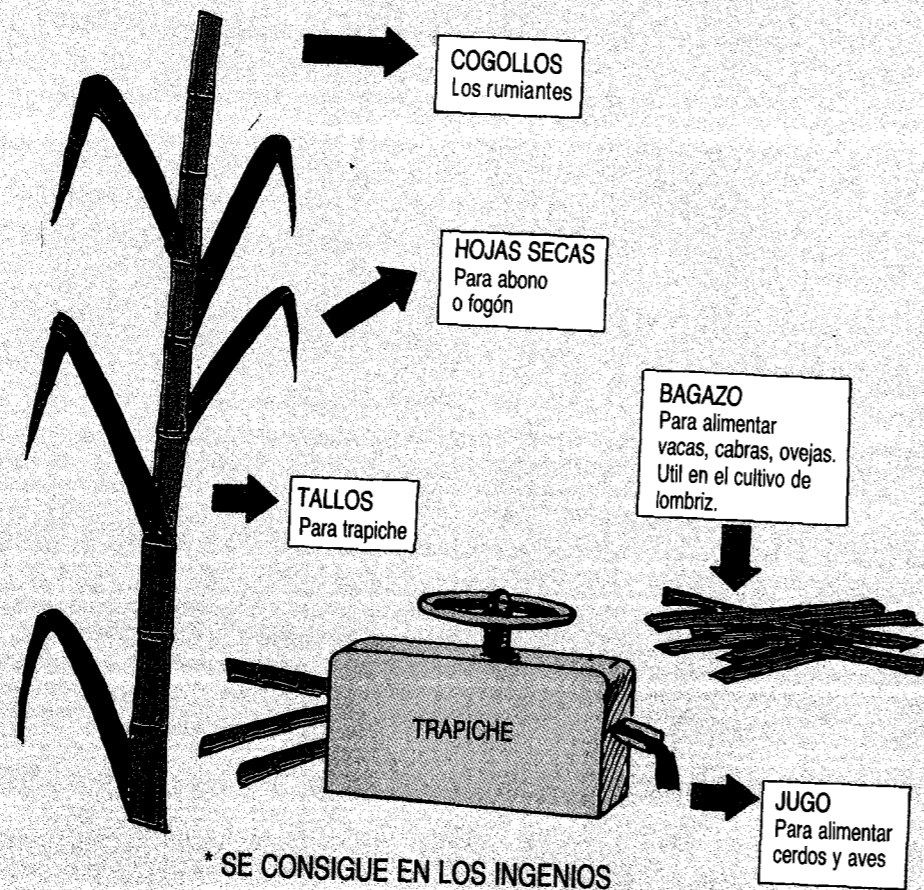 COGOLLOS
Los rumiantes
HOJAS SECAS
Para abono
o fogón
BAGAZO
Para alimentar
vacas, cabras, ovejas.
Util en el cultivo de
lombriz.
TALLOS
Para trapiche
TRAPICHE
JUGO
Para alimentar
cerdos y aves
* SE CONSIGUE EN LOS INGENIOS